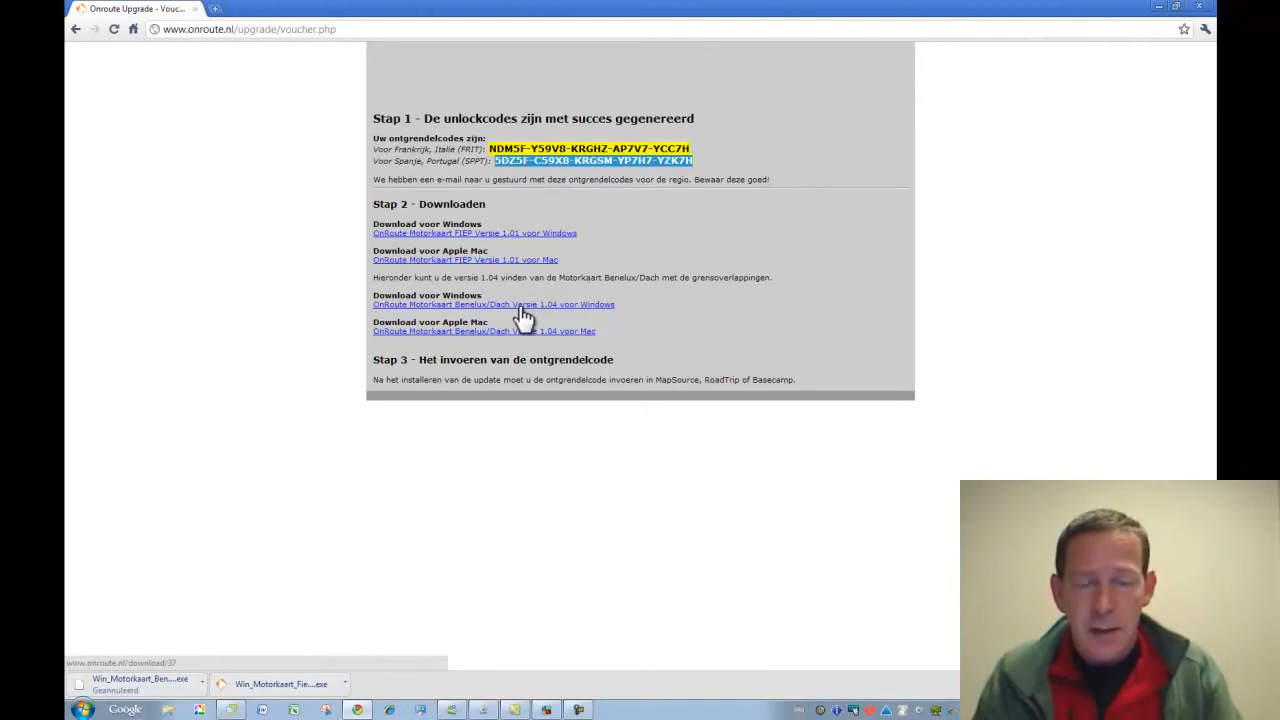 Onroute Upgrade - Vouc...
www.onroute.nl/upgrade/voucher.php
Stap 1 - De unlockcodes zijn met succes gegenereerd
Uw ontgrendelcodes zijn:
Voor Frankrijk, Italie (FRIT): NDM5F-Y59V8-KRGHZ-AP7V7-YCC7H
Voor Spanje, Portugal (SPPT): 5DZ5F-C59X8-KRGSM-YP7H7-YZK7H
We hebben een e-mail naar u gestuurd met deze ontgrendelcodes voor de regio. Bewaar deze goed!
Stap 2 - Downloaden
Download voor Windows
OnRoute Motorkaart FIEP Versie 1.01 voor Windows
Download voor Apple Mac
OnRoute Motorkaart FIEP Versie 1.01 voor Mac
Hieronder kunt u de versie 1.04 vinden van de Motorkaart Benelux/Dach met de grensoverlappingen.
Download voor Windows
OnRoute Motorkaart Benelux/Dach Versie 1.04 voor Windows
Download voor Apple Mac
OnRoute Motorkaart Benelux/Dach Versie 1.04 voor Mac
Stap 3 - Het invoeren van de ontgrendelcode
Na het installeren van de update moet u de ontgrendelcode invoeren in MapSource, RoadTrip of Basecamp.
www.onroute.nl/download/37
Win_Motorkaart_Ben....exe
Geannuleerd
Win_Motorkaart_Fie....exe
Google